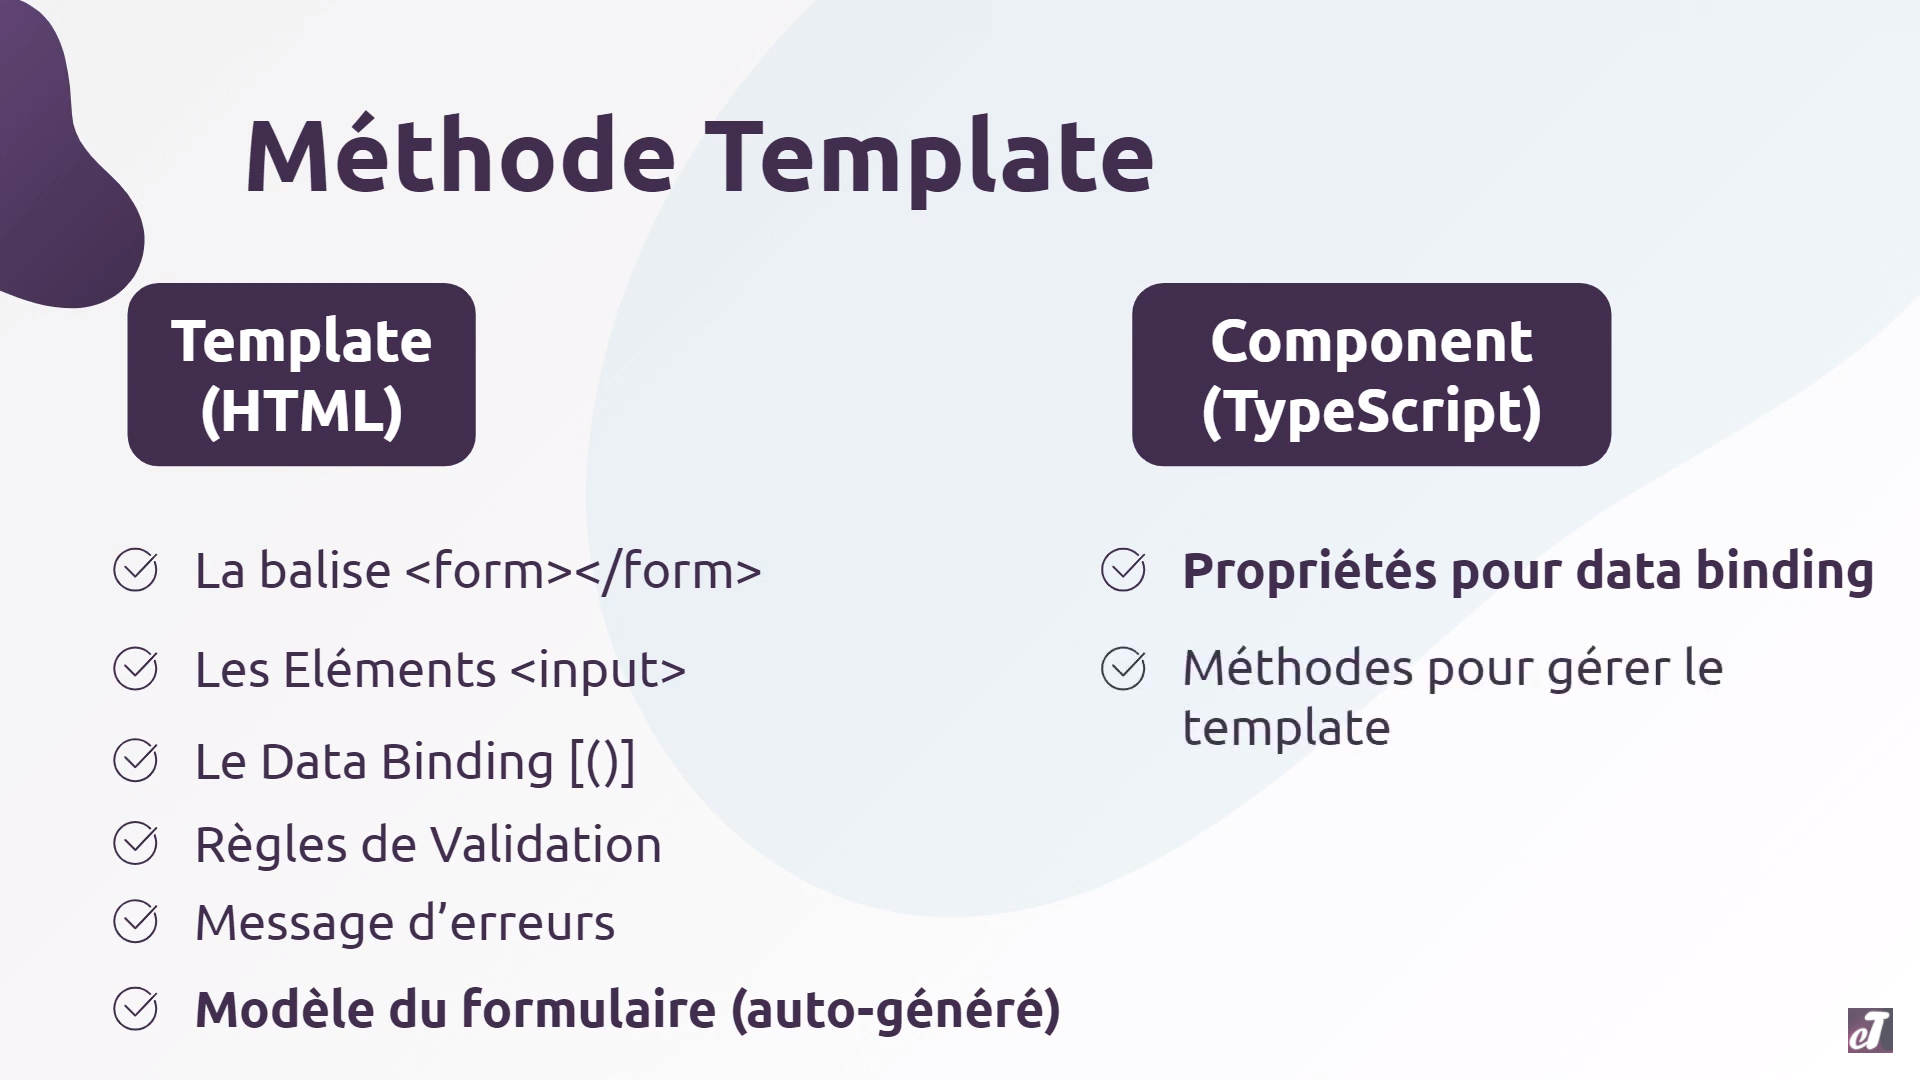 Méthode Template
Template
(HTML)
La balise <form></form>
Les Eléments <input>
Le Data Binding [()]
Règles de Validation
Message d’erreurs
Modèle du formulaire (auto-généré)
Component
(TypeScript)
Propriétés pour data binding
Méthodes pour gérer le
template
eT